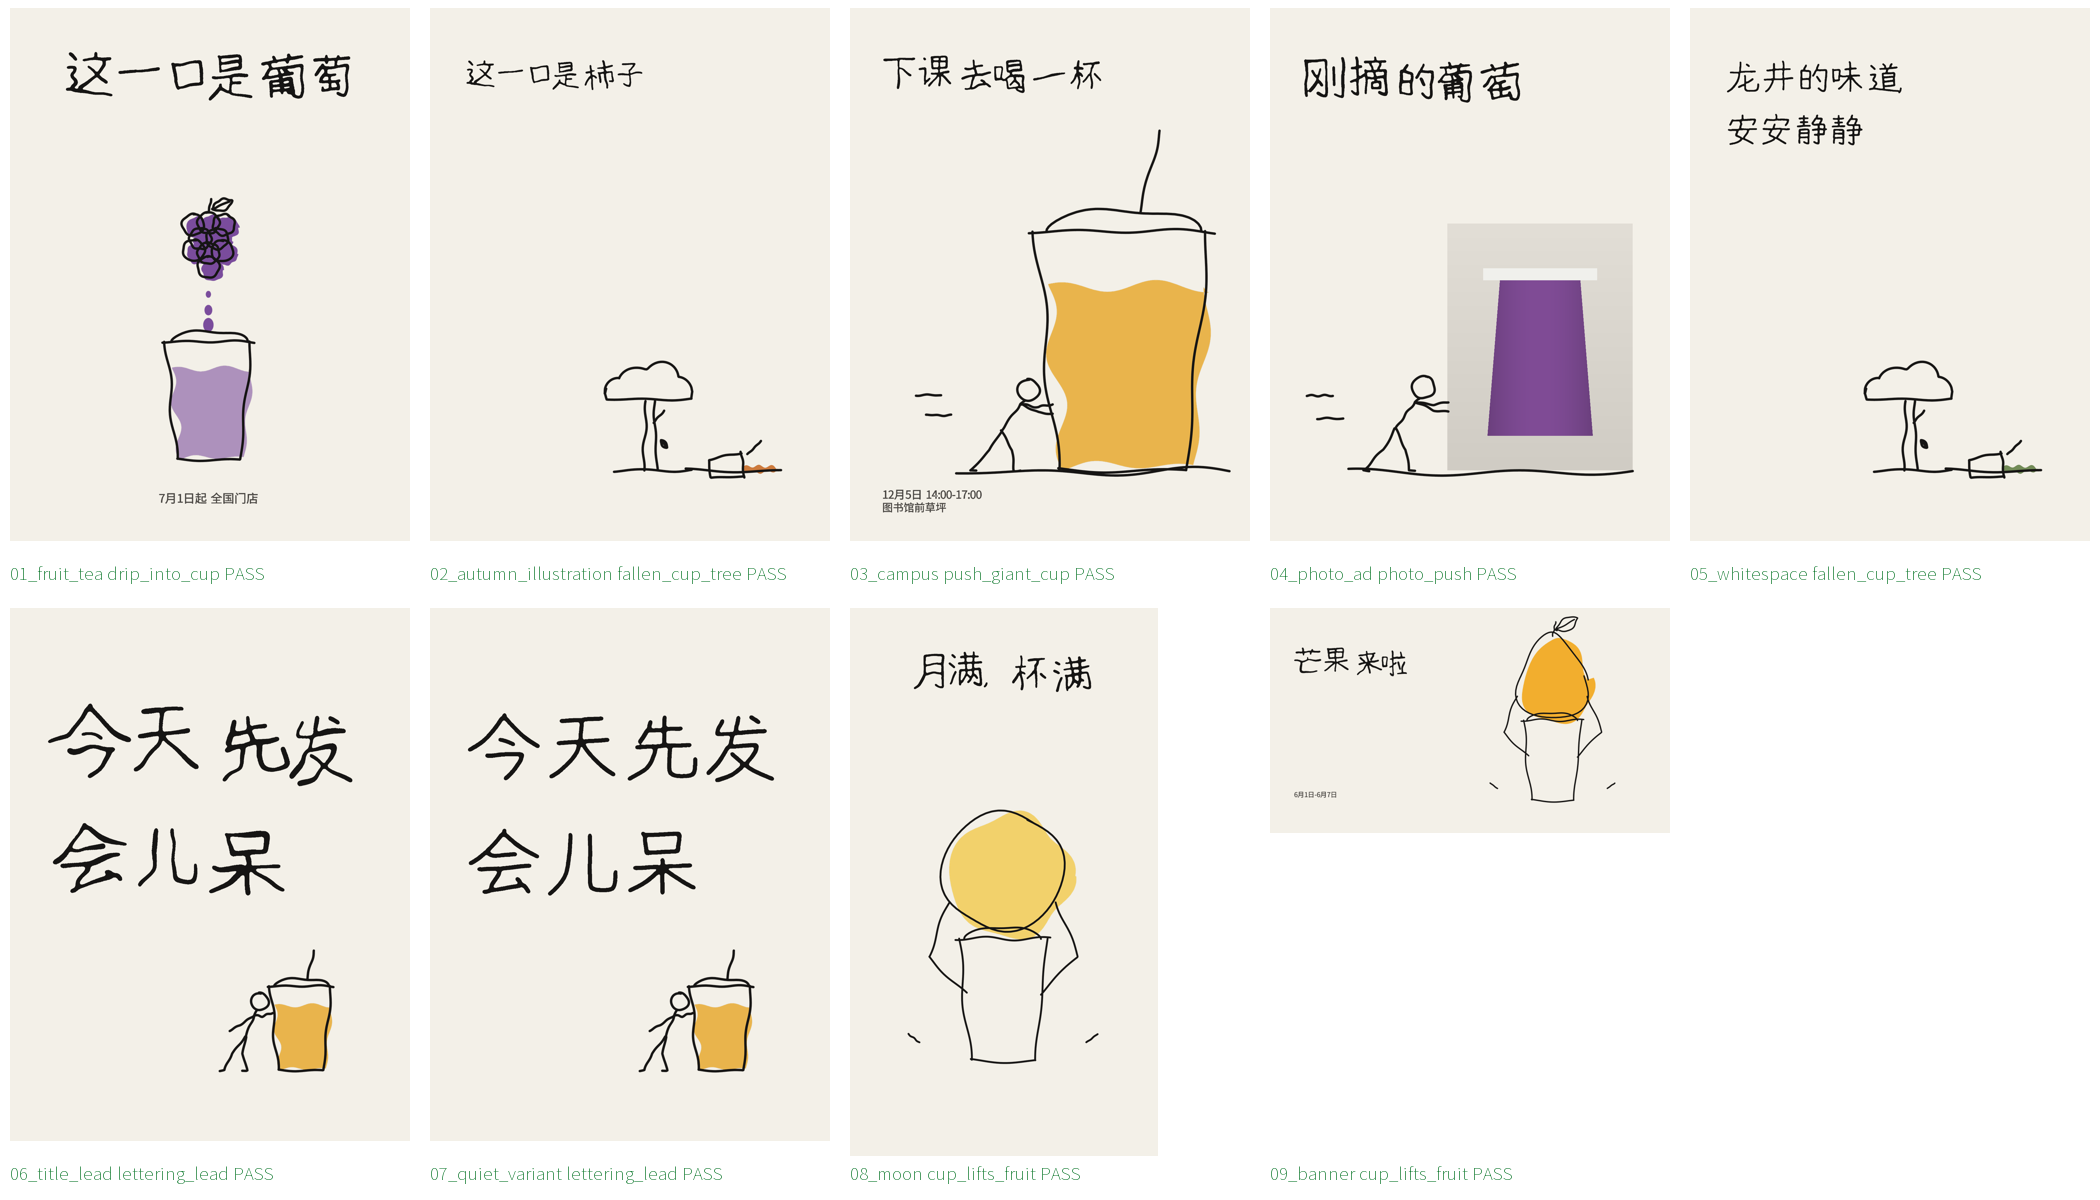 这一口是葡萄
7月1日起 全国门店
01_fruit_tea drip_into_cup PASS
这一口是柿子
02_autumn_illustration fallen_cup_tree PASS
下课去喝一杯
12月5日 14:00-17:00
图书馆前草坪
03_campus push_giant_cup PASS
刚摘的葡萄
04_photo_ad photo_push PASS
龙井的味道,
安安静静
05_whitespace fallen_cup_tree PASS
今天先发
会儿呆
06_title_lead lettering_lead PASS
今天先发
会儿呆
07_quiet_variant lettering_lead PASS
月满,杯满
08_moon cup_lifts_fruit PASS
芒果来啦
6月1日-6月7日
09_banner cup_lifts_fruit PASS